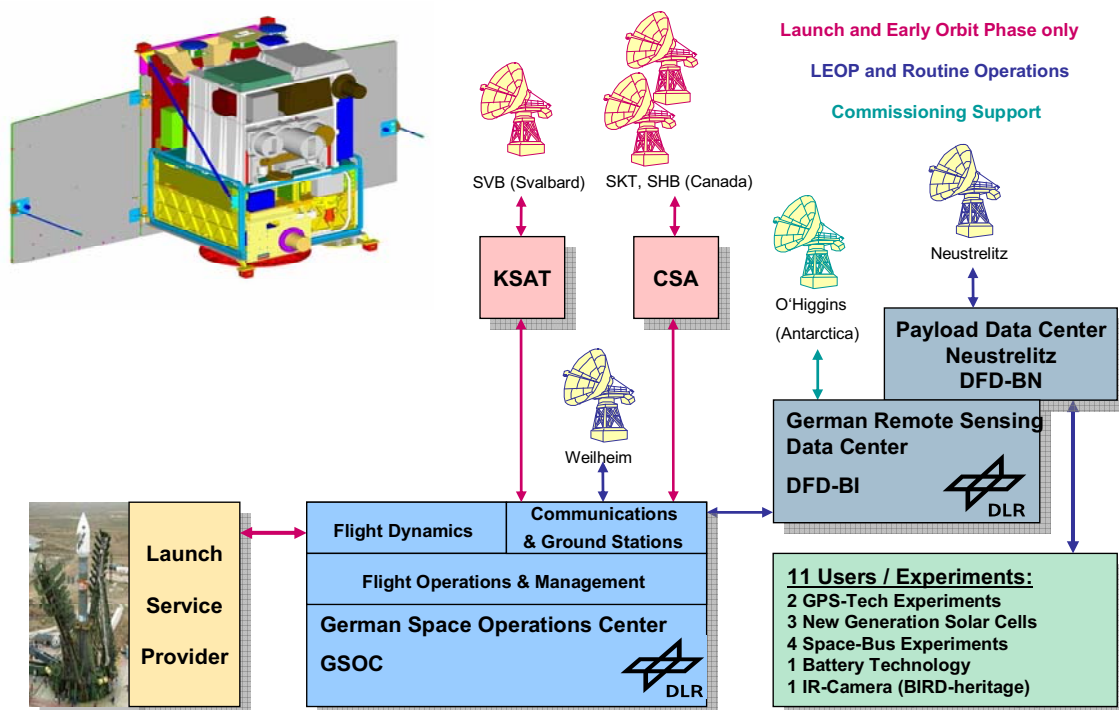 Launch and Early Orbit Phase only
LEOP and Routine Operations
Commissioning Support
SVB (Svalbard)
SKT, SHB (Canada)
Neustrelitz
KSAT
CSA
O‘Higgins
(Antarctica)
Payload Data Center
Neustrelitz
DFD-BN
Weilheim
German Remote Sensing
Data Center
DFD-BI
DLR
Launch
Service
Provider
Flight Dynamics
Communications
& Ground Stations
Flight Operations & Management
German Space Operations Center
GSOC
DLR
11 Users / Experiments:
2 GPS-Tech Experiments
3 New Generation Solar Cells
4 Space-Bus Experiments
1 Battery Technology
1 IR-Camera (BIRD-heritage)